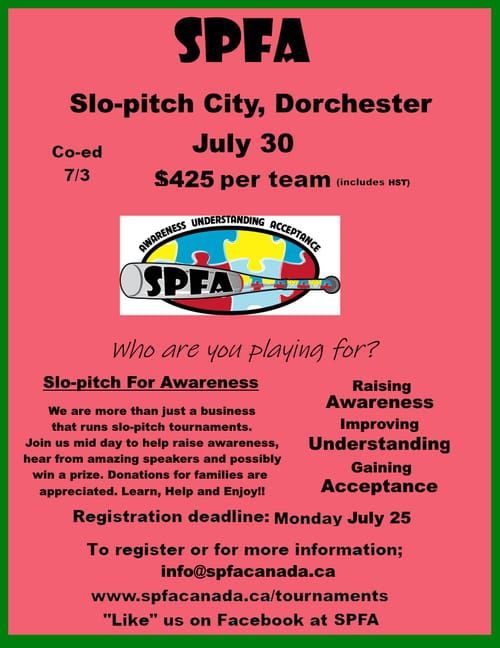 SPFA
Slo-pitch City, Dorchester
Co-ed
7/3
July 30
$425 per team (includes HST)
AWARENESS UNDERSTANDING ACCEPTANCE
SPFA
Who are you playing for?
Slo-pitch For Awareness
We are more than just a business
that runs slo-pitch tournaments.
Join us mid day to help raise awareness,
hear from amazing speakers and possibly
win a prize. Donations for families are
appreciated. Learn, Help and Enjoy!!
Raising
Awareness
Improving
Understanding
Gaining
Acceptance
Registration deadline: Monday July 25
To register or for more information;
info@spfacanada.ca
www.spfacanada.ca/tournaments
"Like" us on Facebook at SPFA